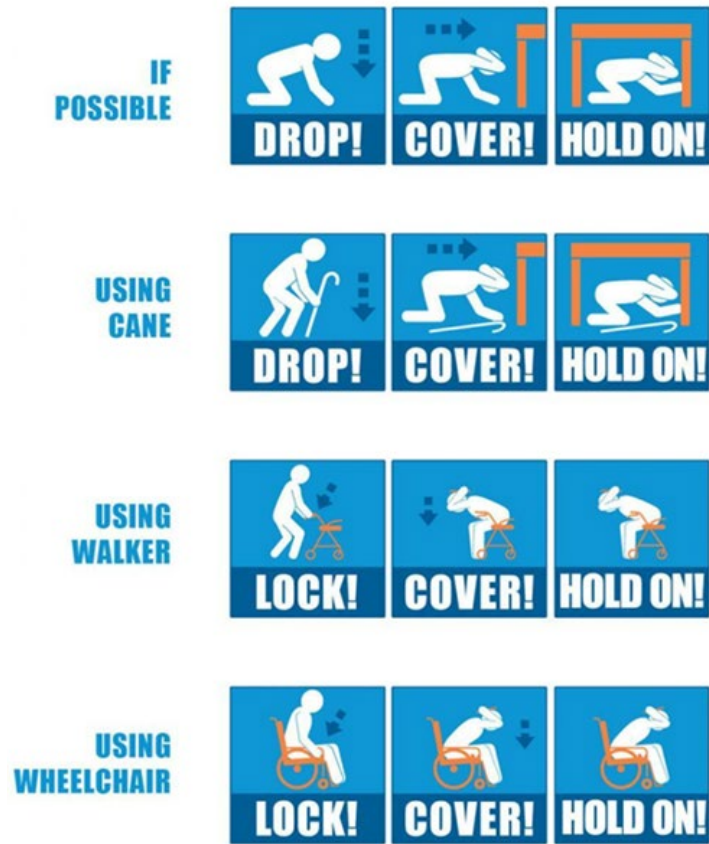 IF
POSSIBLE
DROP!
COVER!
HOLD ON!
USING
CANE
DROP!
COVER!
HOLD ON!
USING
WALKER
LOCK!
COVER!
HOLD ON!
USING
WHEELCHAIR
LOCK!
COVER!
HOLD ON!